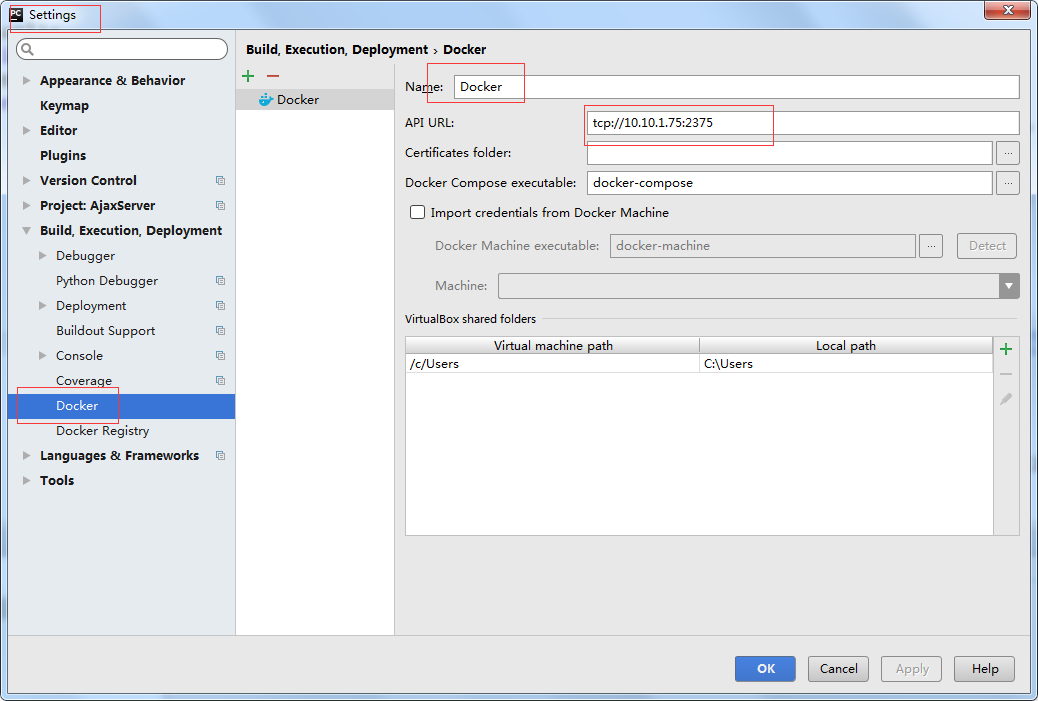 PC Settings
Build, Execution, Deployment › Docker
Appearance & Behavior
Keymap
Editor
Plugins
Version Control
Project: AjaxServer
Build, Execution, Deployment
Debugger
Python Debugger
Deployment
Buildout Support
Console
Coverage
Docker
Docker Registry
Languages & Frameworks
Tools
Docker
Name: Docker
API URL: tcp://10.10.1.75:2375
Certificates folder: ...
Docker Compose executable: docker-compose ...
Import credentials from Docker Machine
Docker Machine executable: docker-machine ... Detect
Machine:
VirtualBox shared folders
Virtual machine path Local path
/c/Users C:\Users
OK Cancel Apply Help